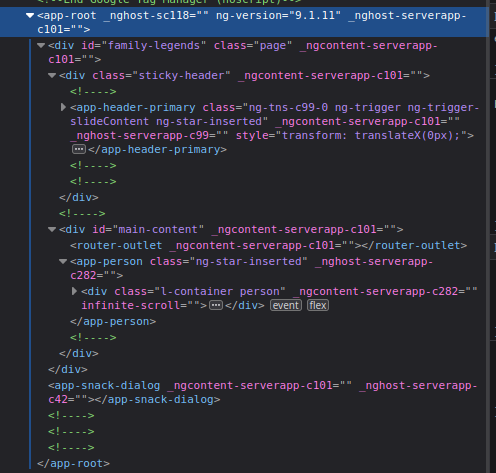 <!--End Google Tag Manager (noscript)-->
<app-root _nghost-sc118="" ng-version="9.1.11" _nghost-serverapp-
c101="">
<div id="family-legends" class="page" _ngcontent-serverapp-
c101="">
<div class="sticky-header" _ngcontent-serverapp-c101="">
<!---->
<app-header-primary class="ng-tns-c99-0 ng-trigger ng-trigger-
slideContent ng-star-inserted" _ngcontent-serverapp-c101=""
_nghost-serverapp-c99="" style="transform: translateX(0px);">
</app-header-primary>
<!---->
<!---->
</div>
<!---->
<div id="main-content" _ngcontent-serverapp-c101="">
<router-outlet _ngcontent-serverapp-c101=""></router-outlet>
<app-person class="ng-star-inserted" _nghost-serverapp-
c282="">
<div class="l-container person" _ngcontent-serverapp-c282=""
infinite-scroll=""></div> event flex
</app-person>
<!---->
</div>
</div>
<app-snack-dialog _ngcontent-serverapp-c101="" _nghost-serverapp-
c42=""></app-snack-dialog>
<!---->
<!---->
<!---->
</app-root>